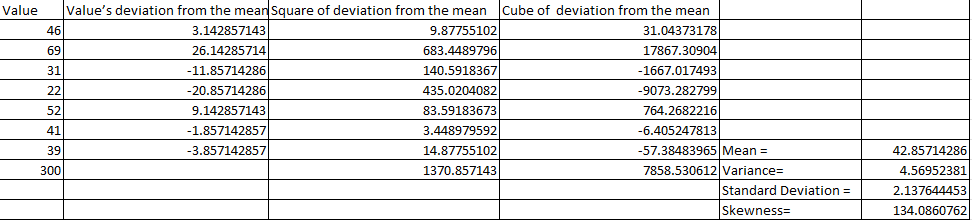 Value Value's deviation from the mean Square of deviation from the mean Cube of deviation from the mean
46 3.142857143 9.87755102 31.04373178
69 26.14285714 683.4489796 17867.30904
31 -11.85714286 140.5918367 -1667.017493
22 -20.85714286 435.0204082 -9073.282799
52 9.142857143 83.59183673 764.2682216
41 -1.857142857 3.448979592 -6.405247813
39 -3.857142857 14.87755102 -57.38483965 Mean = 42.85714286
300 1370.857143 7858.530612 Variance= 4.56952381
Standard Deviation = 2.137644453
Skewness= 134.0860762